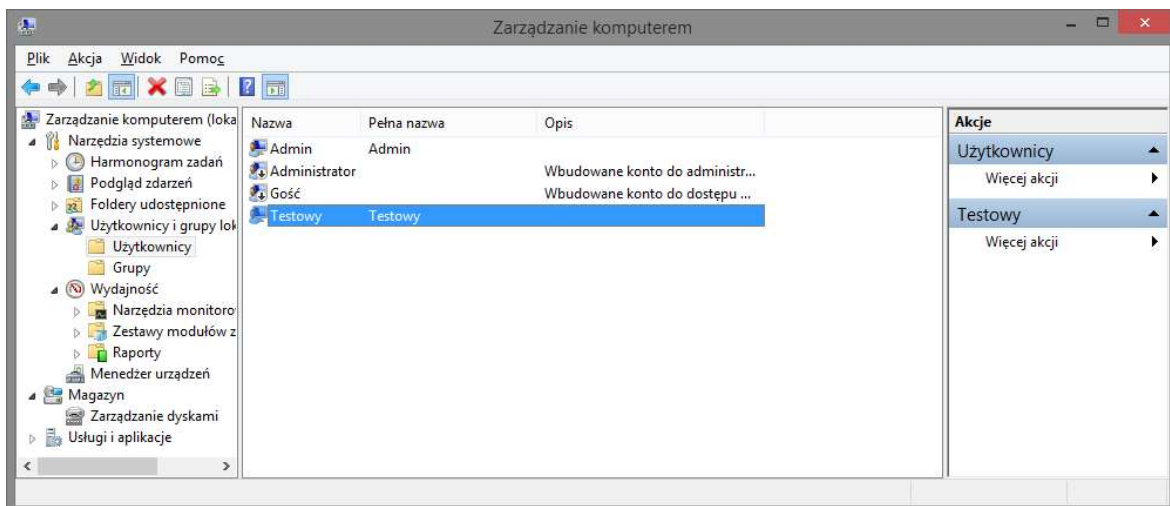 Zarządzanie komputerem
Plik Akcja Widok Pomoc
Zarządzanie komputerem (loka
Narzędzia systemowe
Harmonogram zadań
Podgląd zdarzeń
Foldery udostępnione
Użytkownicy i grupy lok
Użytkownicy
Grupy
Wydajność
Narzędzia monitoro
Zestawy modułów z
Raporty
Menedżer urządzeń
Magazyn
Zarządzanie dyskami
Usługi i aplikacje
Nazwa Pełna nazwa Opis
Admin Admin
Administrator Wbudowane konto do administr...
Gość Wbudowane konto do dostępu ...
Testowy Testowy
Akcje
Użytkownicy
Więcej akcji
Testowy
Więcej akcji